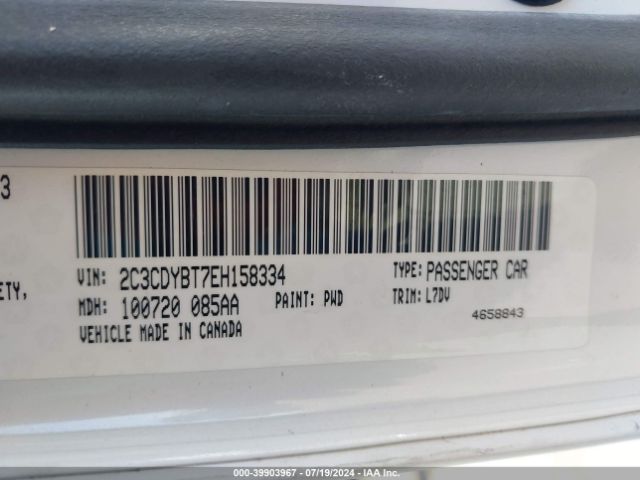 3
ETY,
VIN: 2C3CDYBT7EH158334 TYPE: PASSENGER CAR
MDH: 100720 085AA PAINT: PWD TRIM: L7DV
VEHICLE MADE IN CANADA 4658843
000-39903967 - 07/19/2024 - IAA Inc.